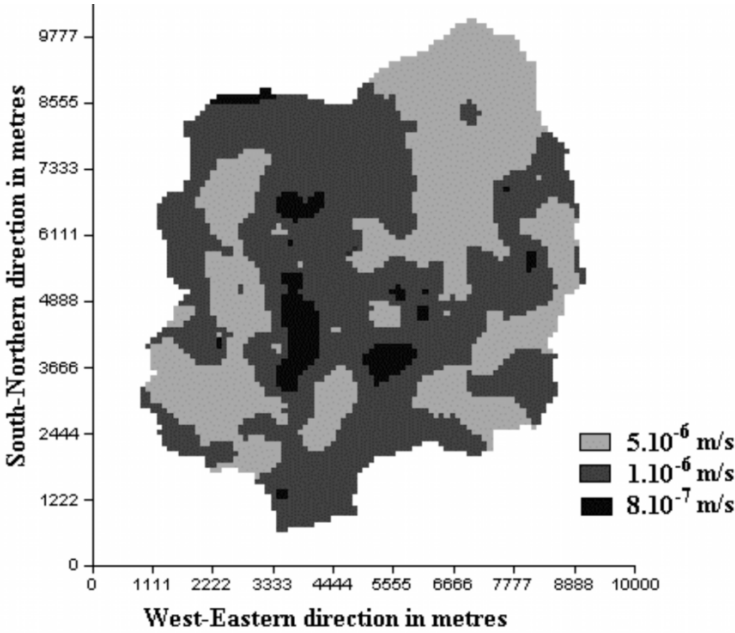 South-Northern direction in metres
9777
8555
7333
6111
4888
3666
2444
1222
0
0 1111 2222 3333 4444 5555 6666 7777 8888 10000
West-Eastern direction in metres
5.10⁻⁶ m/s
1.10⁻⁶ m/s
8.10⁻⁷ m/s